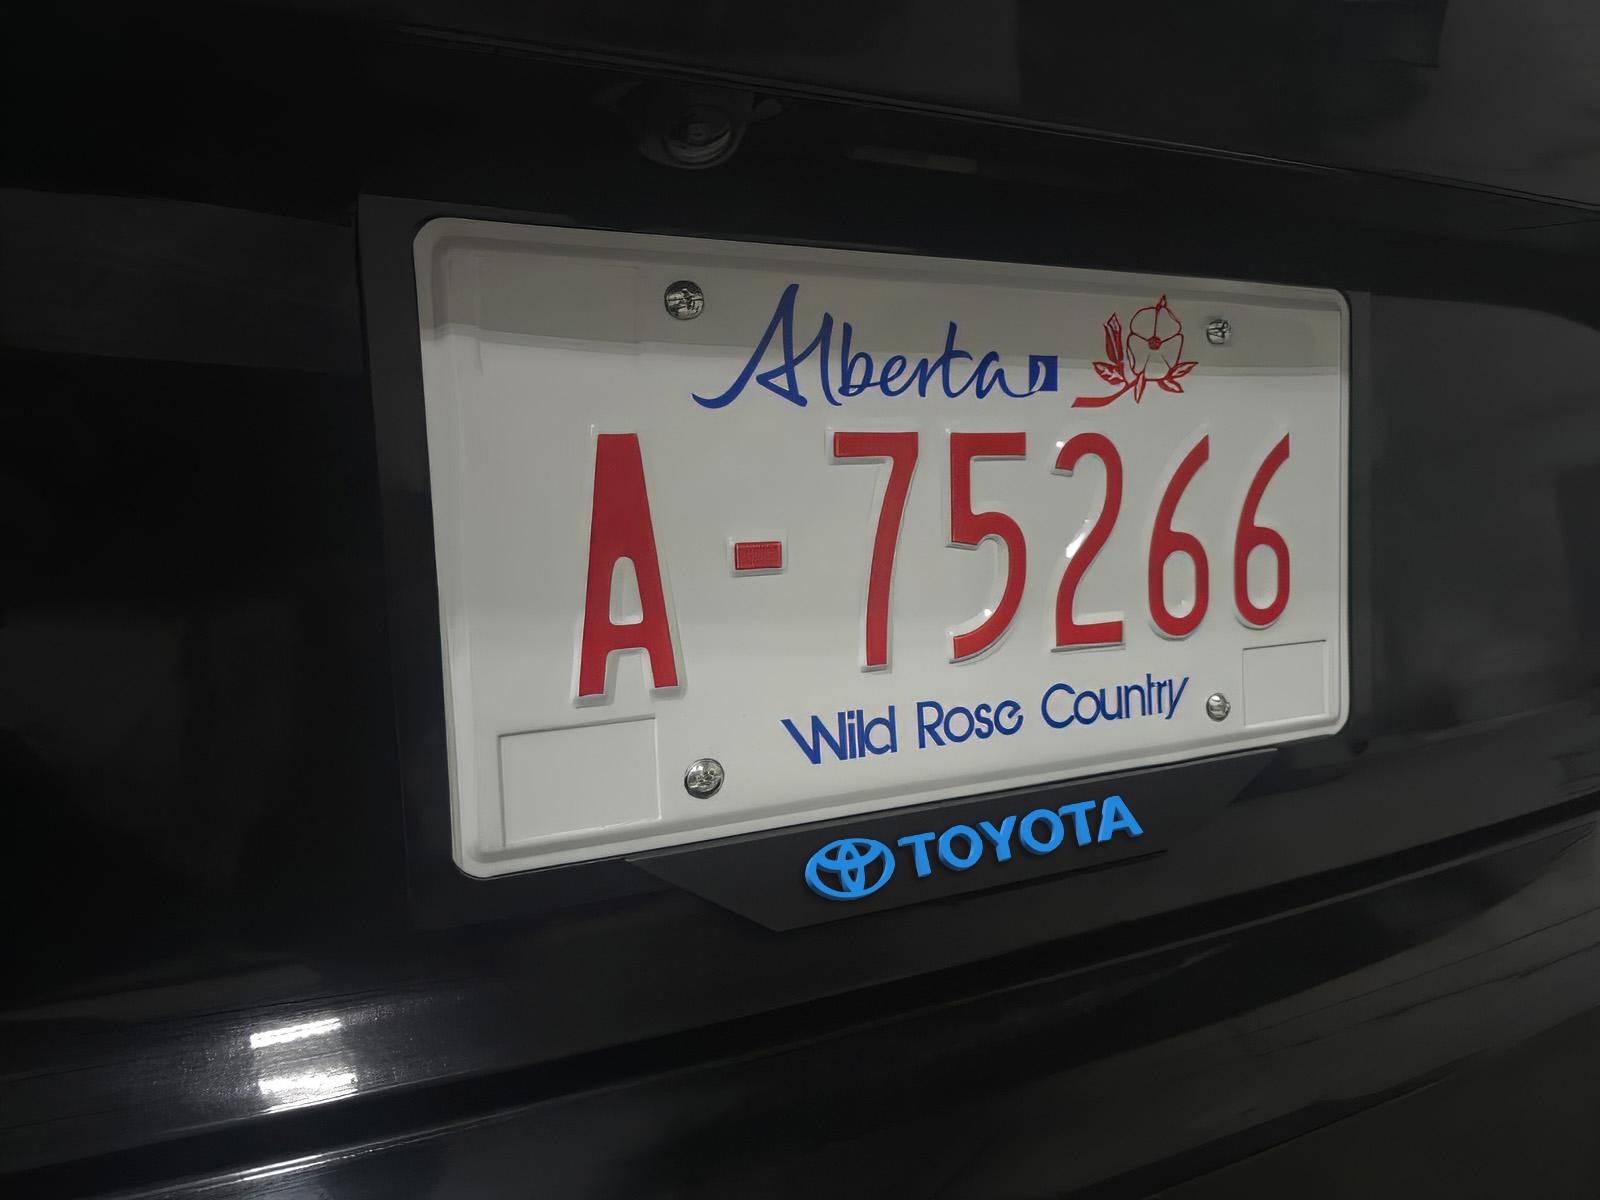 Alberta
A-75266
Wild Rose Country
TOYOTA